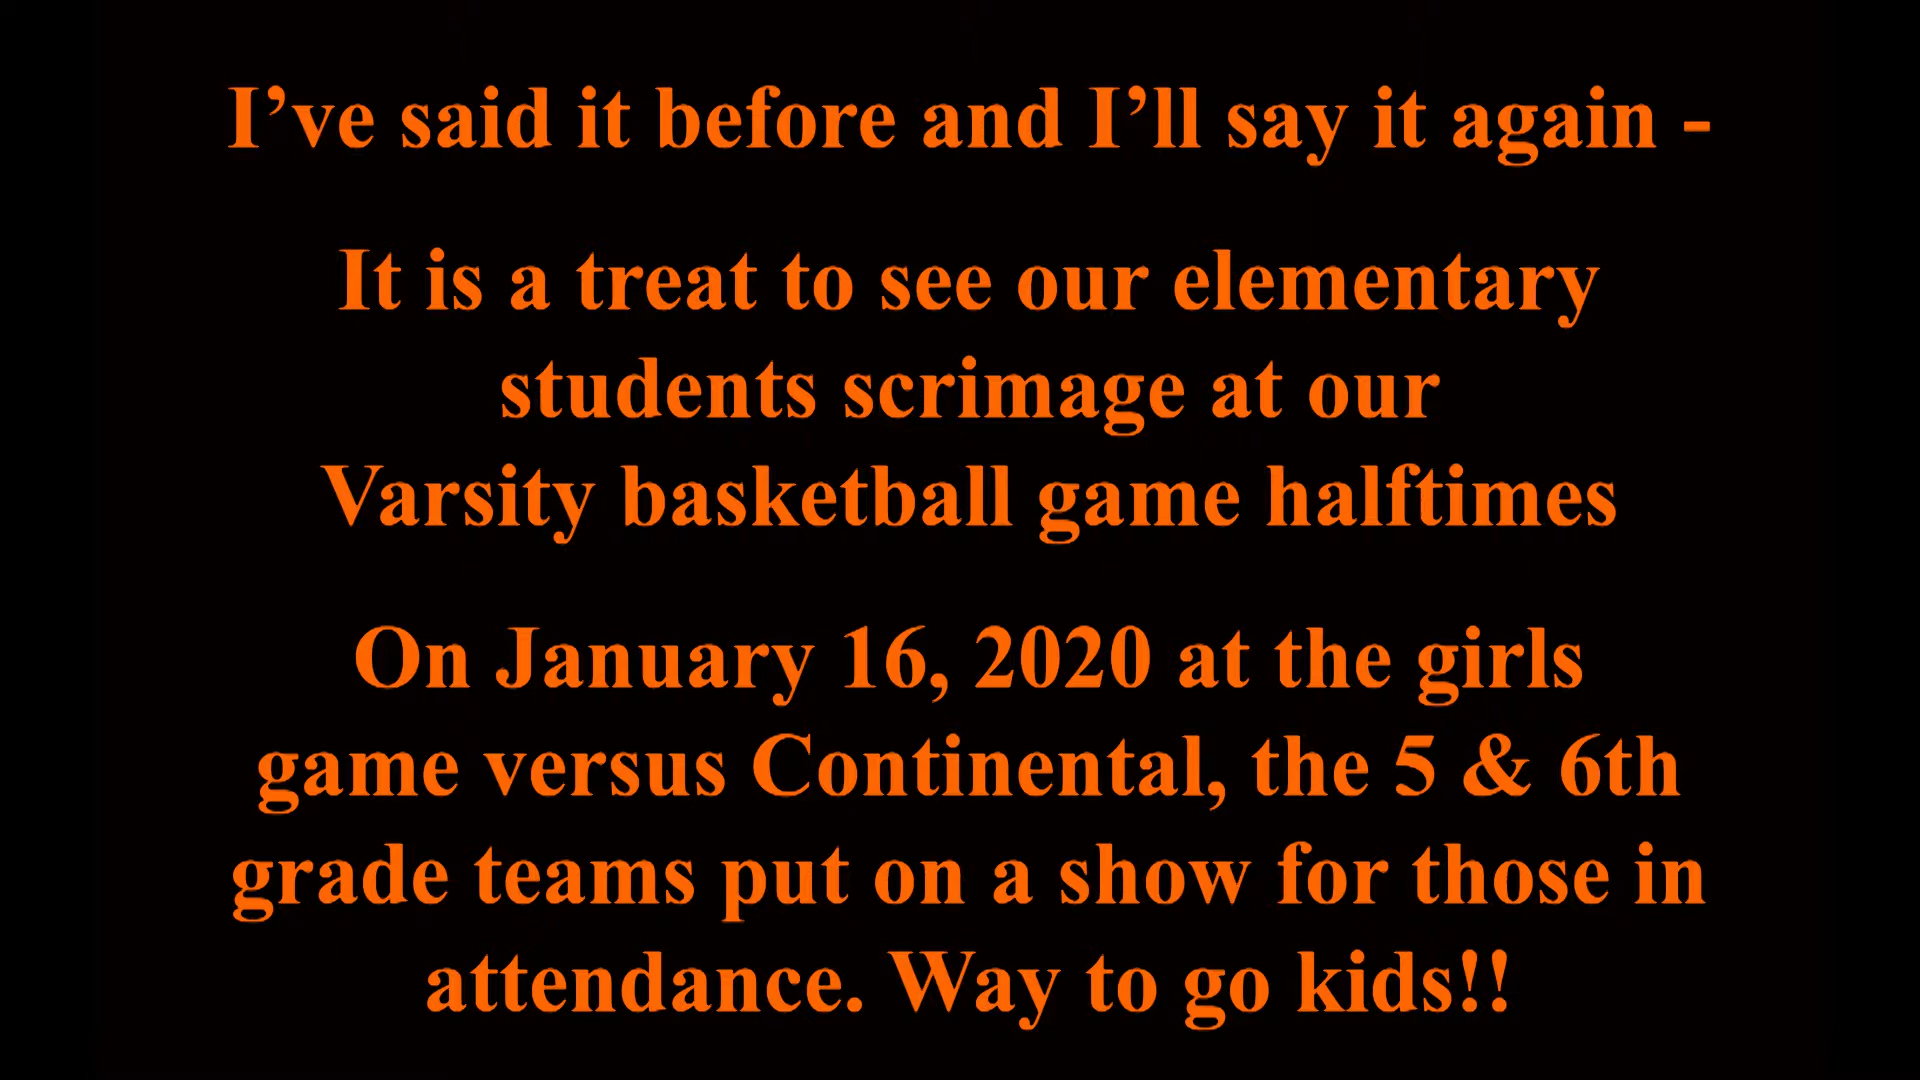 I’ve said it before and I’ll say it again -
It is a treat to see our elementary
students scrimage at our
Varsity basketball game halftimes
On January 16, 2020 at the girls
game versus Continental, the 5 & 6th
grade teams put on a show for those in
attendance. Way to go kids!!